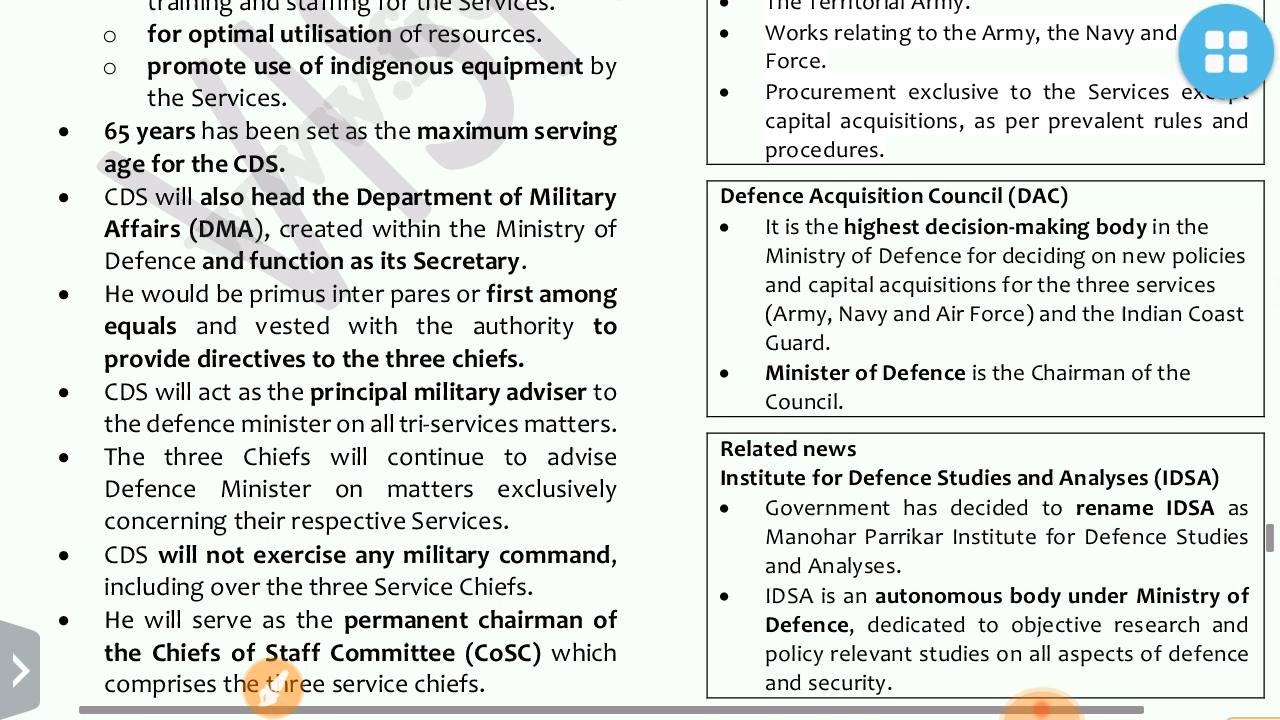 training and staffing for the Services.
o for optimal utilisation of resources.
o promote use of indigenous equipment by
the Services.
• 65 years has been set as the maximum serving
age for the CDS.
• CDS will also head the Department of Military
Affairs (DMA), created within the Ministry of
Defence and function as its Secretary.
• He would be primus inter pares or first among
equals and vested with the authority to
provide directives to the three chiefs.
• CDS will act as the principal military adviser to
the defence minister on all tri-services matters.
• The three Chiefs will continue to advise
Defence Minister on matters exclusively
concerning their respective Services.
• CDS will not exercise any military command,
including over the three Service Chiefs.
• He will serve as the permanent chairman of
the Chiefs of Staff Committee (CoSC) which
comprises the three service chiefs.
• The Territorial Army.
• Works relating to the Army, the Navy and
Force.
• Procurement exclusive to the Services except
capital acquisitions, as per prevalent rules and
procedures.
Defence Acquisition Council (DAC)
• It is the highest decision-making body in the
Ministry of Defence for deciding on new policies
and capital acquisitions for the three services
(Army, Navy and Air Force) and the Indian Coast
Guard.
• Minister of Defence is the Chairman of the
Council.
Related news
Institute for Defence Studies and Analyses (IDSA)
• Government has decided to rename IDSA as
Manohar Parrikar Institute for Defence Studies
and Analyses.
• IDSA is an autonomous body under Ministry of
Defence, dedicated to objective research and
policy relevant studies on all aspects of defence
and security.